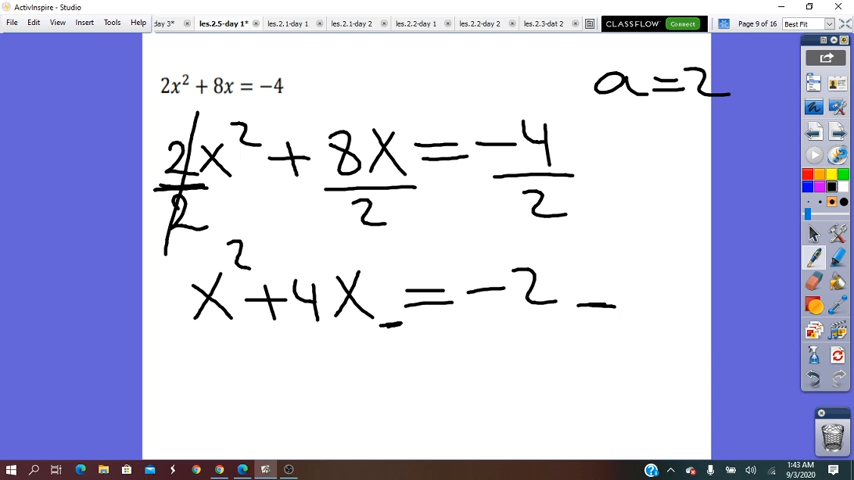 ActivInspire - Studio
File Edit View Insert Tools Help
day 3* les.2.5-day 1* les.2.1-day 1 les.2.1-day 2 les.2.2-day 1 les.2.2-day 2 les.2.3-dat 2 CLASSFLOW Connect Page 9 of 16 Best Fit
2x² + 8x = −4
a=2
2x² + 8x = -4
2 2 2
x² + 4x _ = -2 _
1:43 AM
9/3/2020